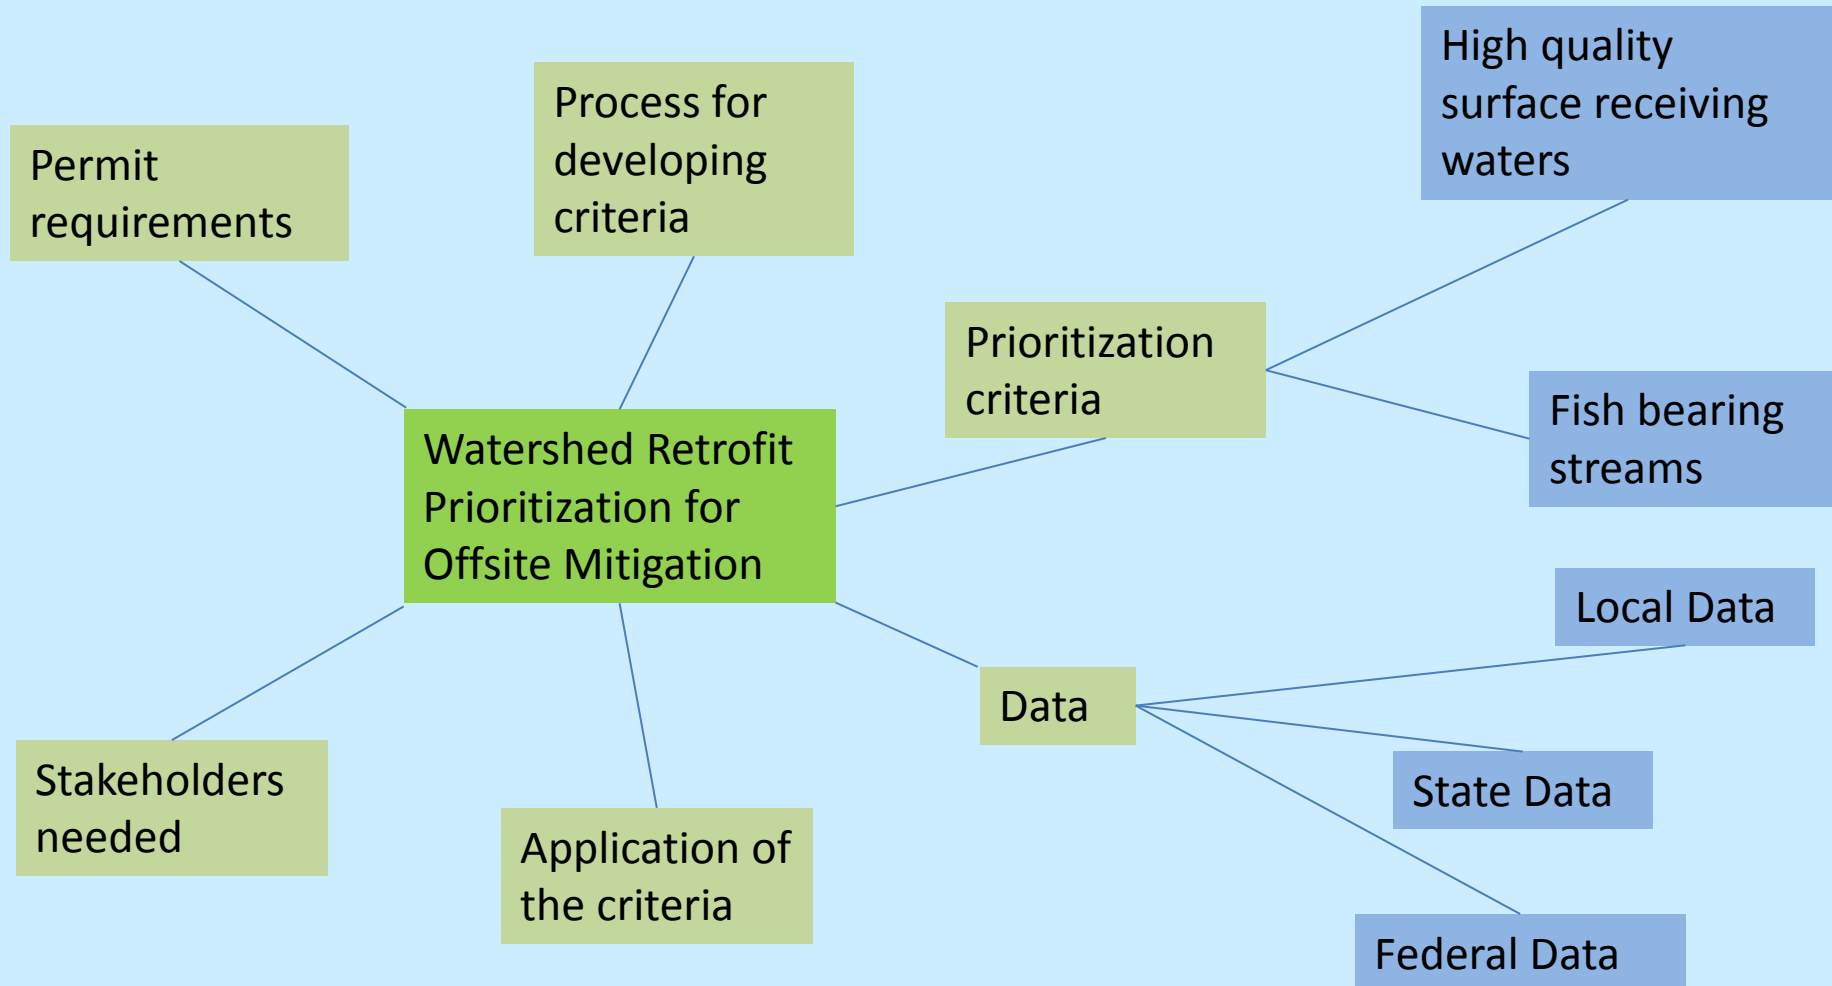 High quality
surface receiving
waters
Process for
developing
criteria
Permit
requirements
Prioritization
criteria
Fish bearing
streams
Watershed Retrofit
Prioritization for
Offsite Mitigation
Local Data
Data
State Data
Stakeholders
needed
Application of
the criteria
Federal Data